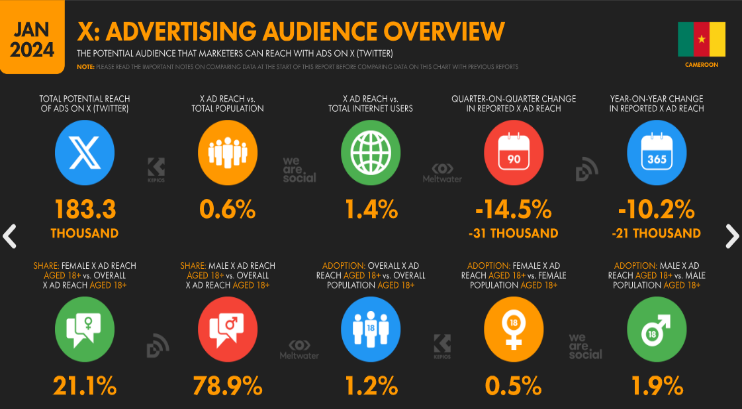 JAN
2024
X: ADVERTISING AUDIENCE OVERVIEW
THE POTENTIAL AUDIENCE THAT MARKETERS CAN REACH WITH ADS ON X (TWITTER)
NOTE: PLEASE READ THE IMPORTANT NOTES ON COMPARING DATA AT THE START OF THIS REPORT BEFORE COMPARING DATA ON THIS CHART WITH PREVIOUS REPORTS
CAMEROON
TOTAL POTENTIAL REACH
OF ADS ON X (TWITTER)
183.3
THOUSAND
X AD REACH vs.
TOTAL POPULATION
0.6%
X AD REACH vs.
TOTAL INTERNET USERS
1.4%
QUARTER-ON-QUARTER CHANGE
IN REPORTED X AD REACH
90
-14.5%
-31 THOUSAND
YEAR-ON-YEAR CHANGE
IN REPORTED X AD REACH
365
-10.2%
-21 THOUSAND
KEPIOS
we
are.
social
Meltwater
SHARE: FEMALE X AD REACH
AGED 18+ vs. OVERALL
X AD REACH AGED 18+
21.1%
SHARE: MALE X AD REACH
AGED 18+ vs. OVERALL
X AD REACH AGED 18+
78.9%
ADOPTION: OVERALL X AD
REACH AGED 18+ vs. OVERALL
POPULATION AGED 18+
18
1.2%
ADOPTION: FEMALE X AD
REACH AGED 18+ vs. FEMALE
POPULATION AGED 18+
18
0.5%
ADOPTION: MALE X AD
REACH AGED 18+ vs. MALE
POPULATION AGED 18+
18
1.9%
Meltwater
KEPIOS
we
are.
social